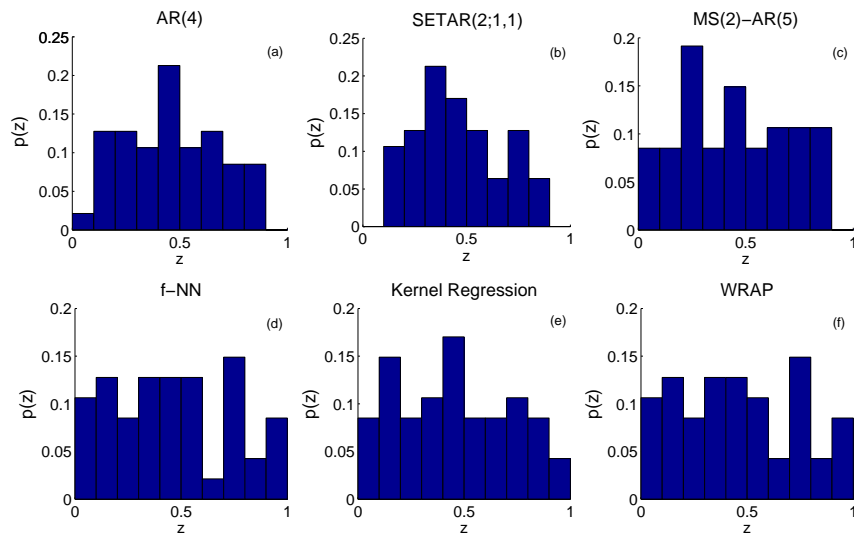 AR(4)
(a)
0.25
0.2
0.15
0.1
0.05
0
p(z)
0
0.5
1
z
SETAR(2;1,1)
(b)
0.25
0.2
0.15
0.1
0.05
0
p(z)
0
0.5
1
z
MS(2)−AR(5)
(c)
0.2
0.15
0.1
0.05
0
p(z)
0
0.5
1
z
f−NN
(d)
0.2
0.15
0.1
0.05
0
p(z)
0
0.5
1
z
Kernel Regression
(e)
0.2
0.15
0.1
0.05
0
p(z)
0
0.5
1
z
WRAP
(f)
0.2
0.15
0.1
0.05
0
p(z)
0
0.5
1
z